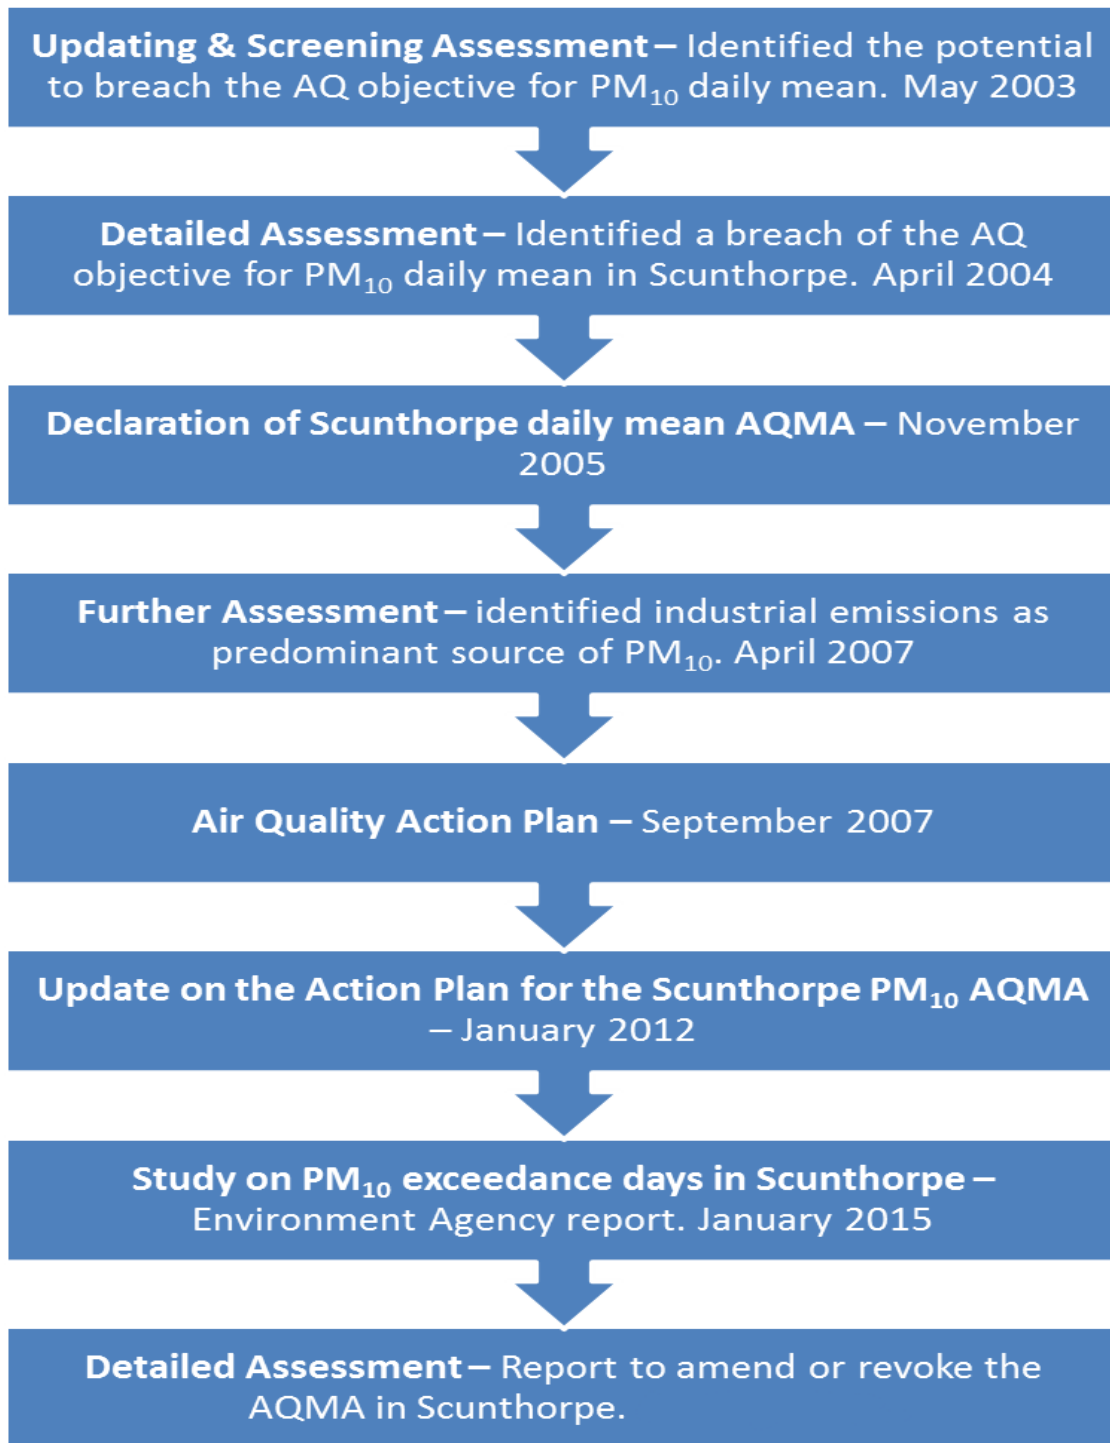 Updating & Screening Assessment – Identified the potential
to breach the AQ objective for PM₁₀ daily mean. May 2003
Detailed Assessment – Identified a breach of the AQ
objective for PM₁₀ daily mean in Scunthorpe. April 2004
Declaration of Scunthorpe daily mean AQMA – November
2005
Further Assessment – identified industrial emissions as
predominant source of PM₁₀. April 2007
Air Quality Action Plan – September 2007
Update on the Action Plan for the Scunthorpe PM₁₀ AQMA
– January 2012
Study on PM₁₀ exceedance days in Scunthorpe –
Environment Agency report. January 2015
Detailed Assessment – Report to amend or revoke the
AQMA in Scunthorpe.